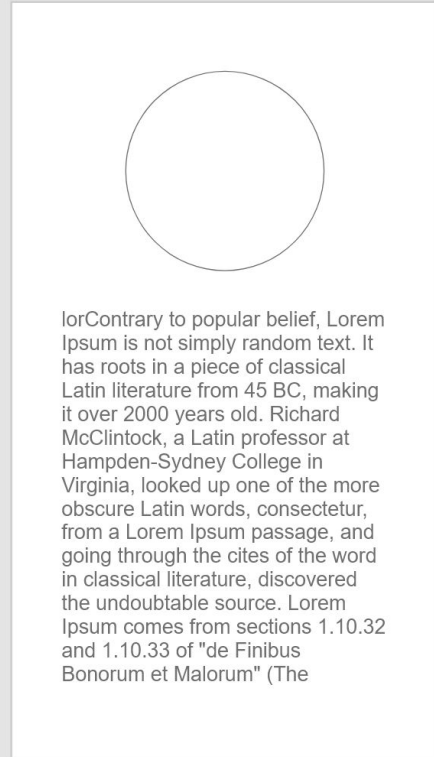 lorContrary to popular belief, Lorem
Ipsum is not simply random text. It
has roots in a piece of classical
Latin literature from 45 BC, making
it over 2000 years old. Richard
McClintock, a Latin professor at
Hampden-Sydney College in
Virginia, looked up one of the more
obscure Latin words, consectetur,
from a Lorem Ipsum passage, and
going through the cites of the word
in classical literature, discovered
the undoubtable source. Lorem
Ipsum comes from sections 1.10.32
and 1.10.33 of "de Finibus
Bonorum et Malorum" (The